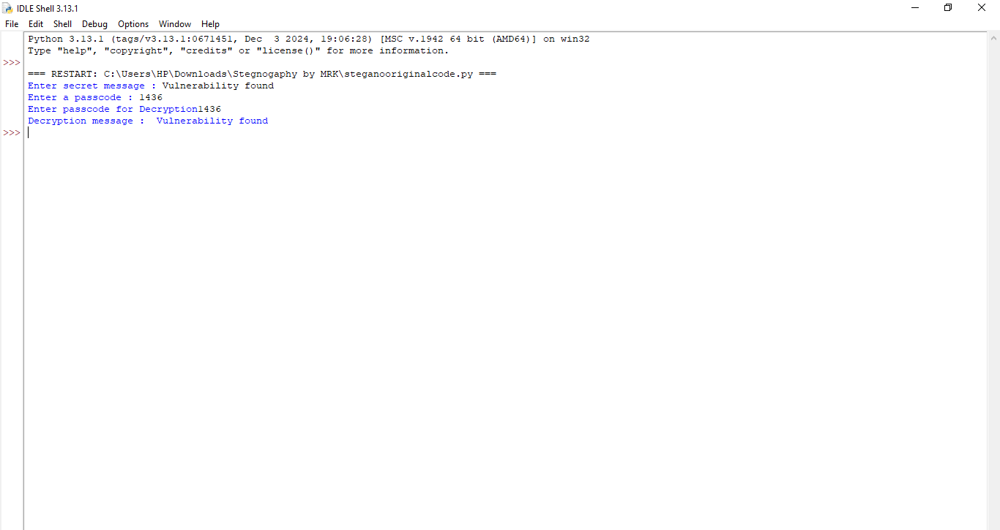 IDLE Shell 3.13.1
File Edit Shell Debug Options Window Help
Python 3.13.1 (tags/v3.13.1:0671451, Dec  3 2024, 19:06:28) [MSC v.1942 64 bit (AMD64)] on win32
Type "help", "copyright", "credits" or "license()" for more information.
>>>
=== RESTART: C:\Users\HP\Downloads\Stegnogaphy by MRK\steganooriginalcode.py ===
Enter secret message : Vulnerability found
Enter a passcode : 1436
Enter passcode for Decryption1436
Decryption message :  Vulnerability found
>>>